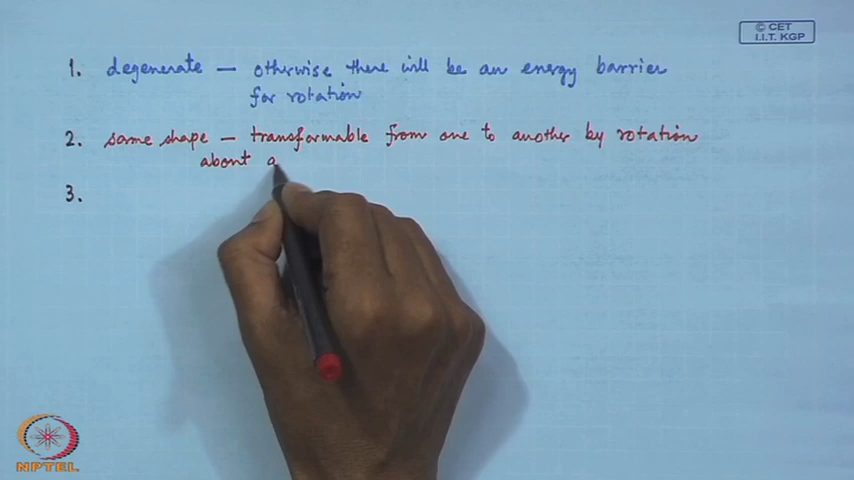 © CET
I.I.T. KGP
1. degenerate — otherwise there will be an energy barrier
for rotation
2. same shape — transformable from one to another by rotation
about a
3.
NPTEL